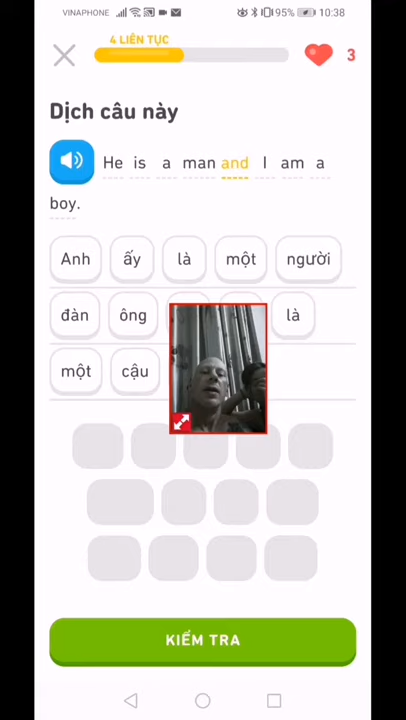 VINAPHONE 95% 10:38
4 LIÊN TỤC
3
Dịch câu này
He is a man and I am a
boy.
Anh ấy là một người
đàn ông là
một cậu
KIỂM TRA